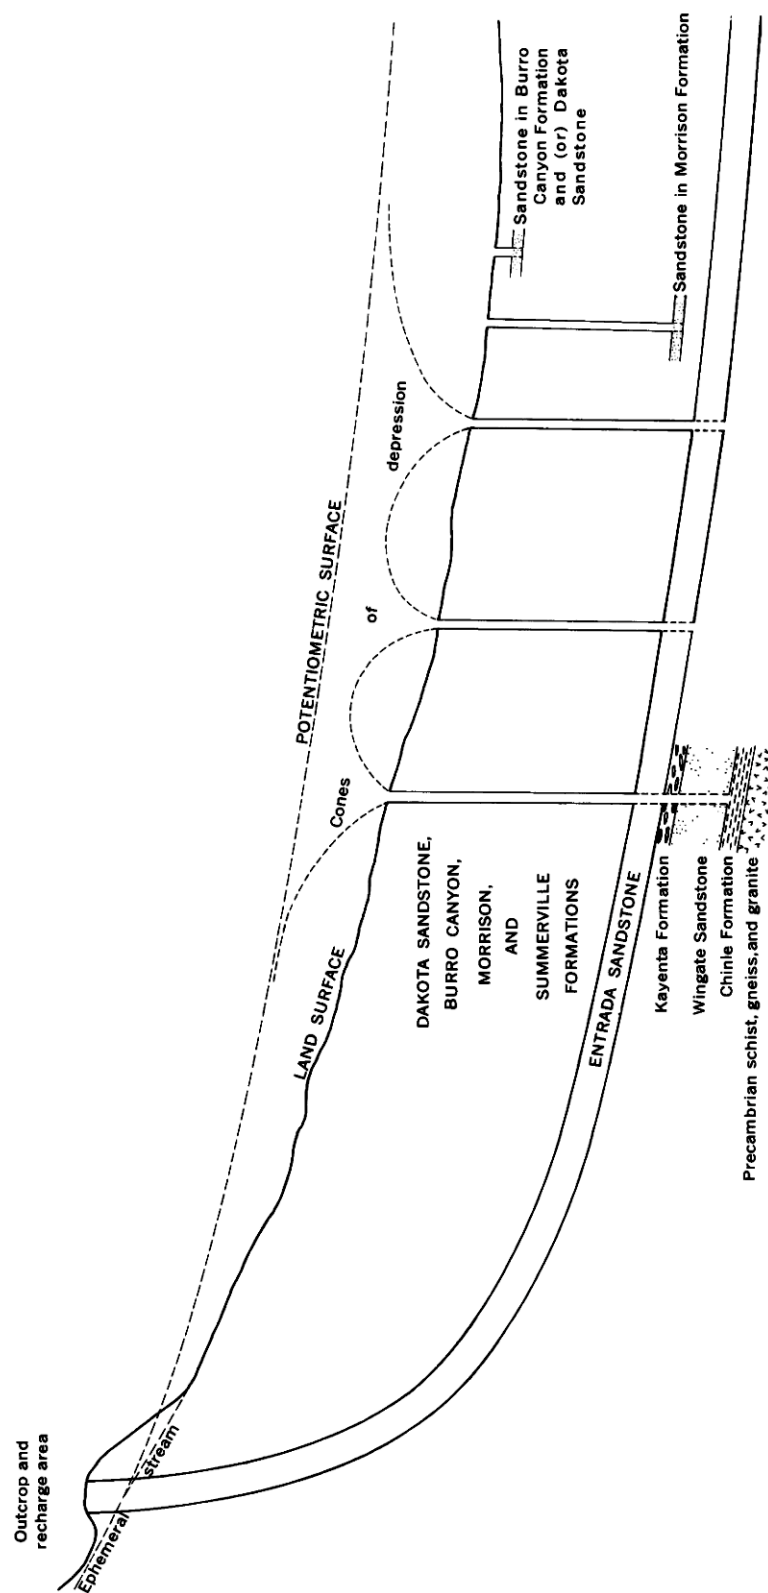 Outcrop and
recharge area
Ephemeral stream
LAND SURFACE
POTENTIOMETRIC SURFACE
Cones
of
depression
DAKOTA SANDSTONE,
BURRO CANYON,
MORRISON,
AND
SUMMERVILLE
FORMATIONS
ENTRADA SANDSTONE
Kayenta Formation
Wingate Sandstone
Chinle Formation
Precambrian schist, gneiss, and granite
Sandstone in Burro
Canyon Formation
and (or) Dakota
Sandstone
Sandstone in Morrison Formation